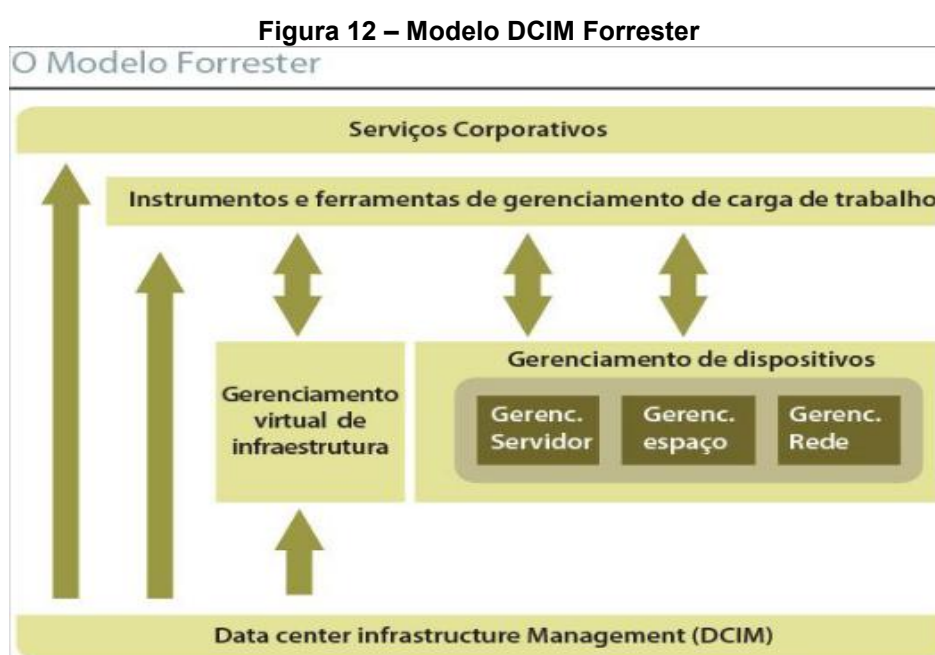 Figura 12 – Modelo DCIM Forrester
O Modelo Forrester
Serviços Corporativos
Instrumentos e ferramentas de gerenciamento de carga de trabalho
Gerenciamento
virtual de
infraestrutura
Gerenciamento de dispositivos
Gerenc.
Servidor
Gerenc.
espaço
Gerenc.
Rede
Data center infrastructure Management (DCIM)